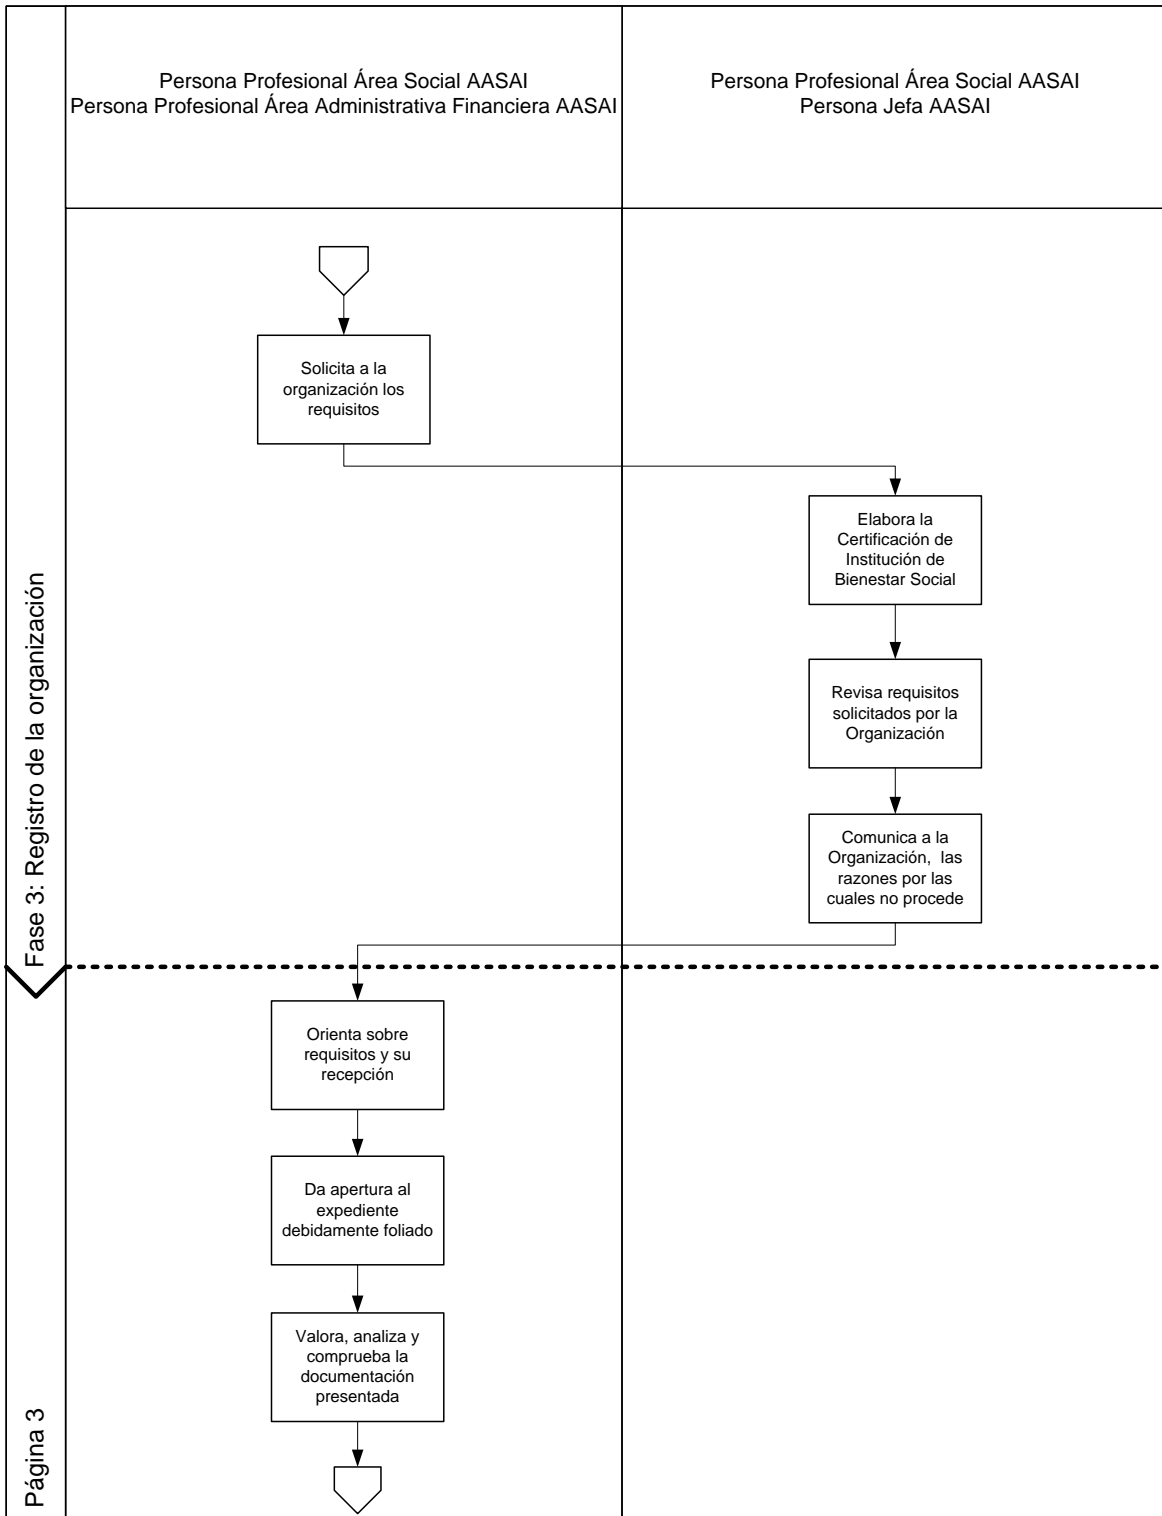 Persona Profesional Área Social AASAI
Persona Profesional Área Administrativa Financiera AASAI
Persona Profesional Área Social AASAI
Persona Jefa AASAI
Fase 3: Registro de la organización
Solicita a la
organización los
requisitos
Elabora la
Certificación de
Institución de
Bienestar Social
Revisa requisitos
solicitados por la
Organización
Comunica a la
Organización,  las
razones por las
cuales no procede
Orienta sobre
requisitos y su
recepción
Da apertura al
expediente
debidamente foliado
Valora, analiza y
comprueba la
documentación
presentada
Página 3